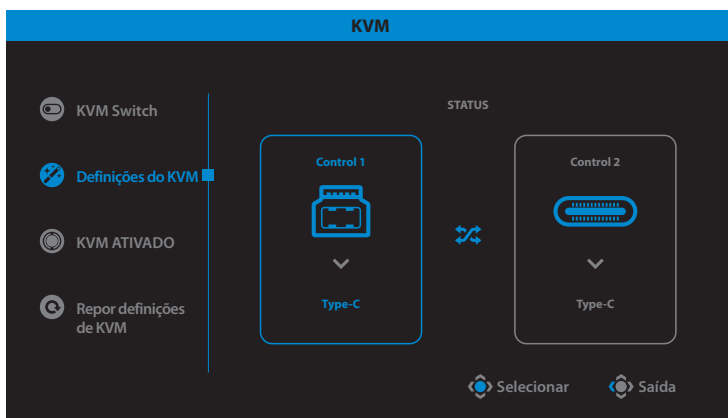 KVM
KVM Switch
Definições do KVM
KVM ATIVADO
Repor definições
de KVM
STATUS
Control 1
Type-C
Control 2
Type-C
Selecionar
Saída